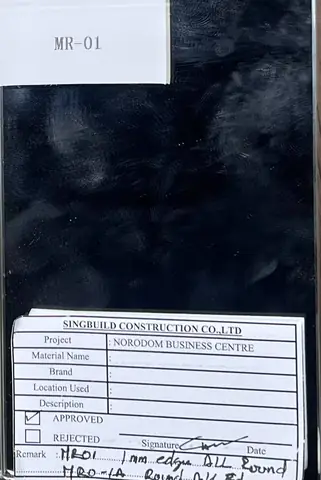 MR-01
SINGBUILD CONSTRUCTION CO.,LTD
Project : NORODOM BUSINESS CENTRE
Material Name :
Brand :
Location Used :
Description :
APPROVED
REJECTED Signature Date
Remark : MR01 1mm edge ALL Round
MR0-1A Round